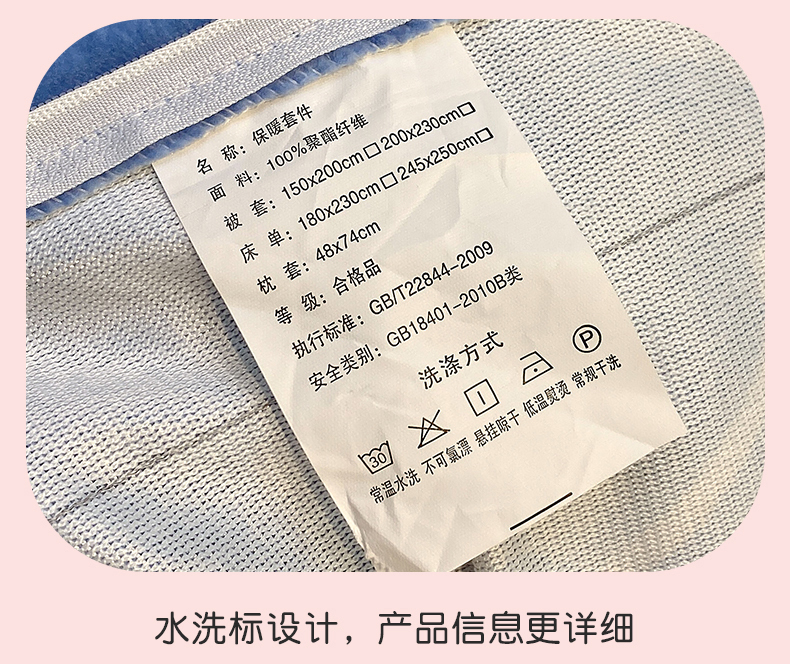 名 称：保暖套件
面 料：100%聚酯纤维
被 套：150x200cm□200x230cm□
床 单：180x230cm□245x250cm□
枕 套：48x74cm
等 级：合格品
执行标准：GB/T22844-2009
安全类别：GB18401-2010B类
洗涤方式
30 P
常温水洗 不可氯漂 悬挂晾干 低温熨烫 常规干洗
水洗标设计，产品信息更详细